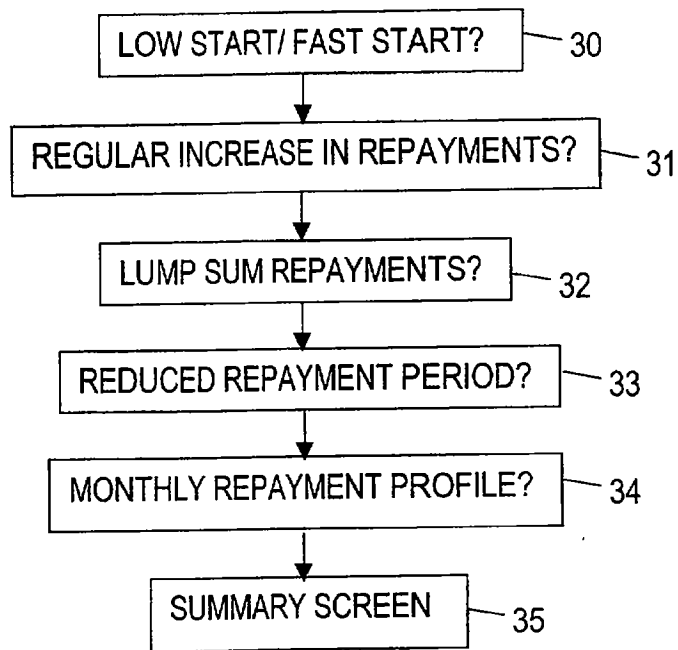 LOW START/ FAST START?
30
REGULAR INCREASE IN REPAYMENTS?
31
LUMP SUM REPAYMENTS?
32
REDUCED REPAYMENT PERIOD?
33
MONTHLY REPAYMENT PROFILE?
34
SUMMARY SCREEN
35